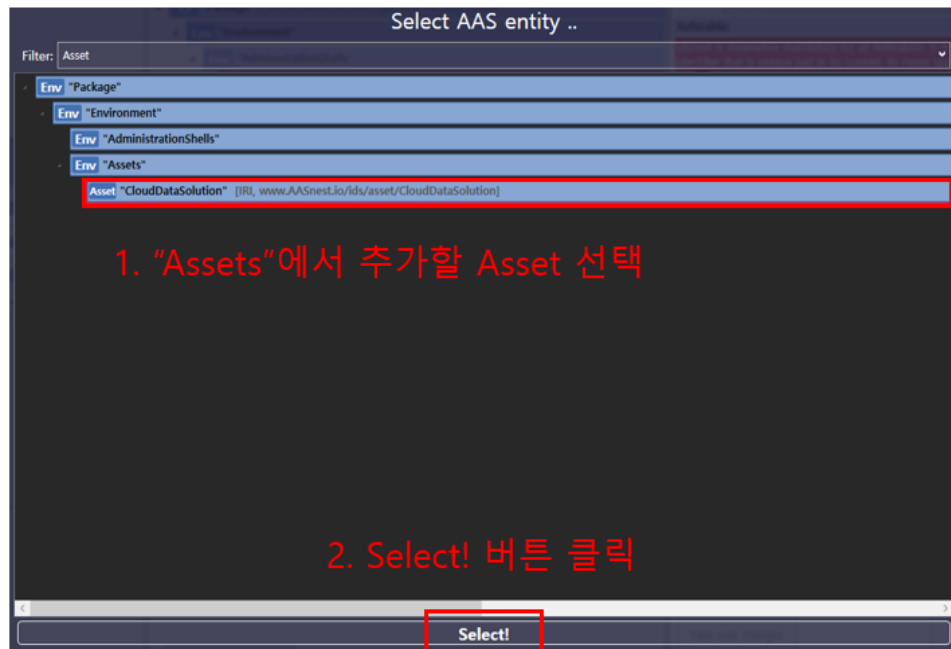 Select AAS entity ..
Filter: Asset
Env "Package"
Env "Environment"
Env "AdministrationShells"
Env "Assets"
Asset "CloudDataSolution" [IRI, www.AASnest.io/ids/asset/CloudDataSolution]
1. “Assets”에서 추가할 Asset 선택
2. Select! 버튼 클릭
Select!